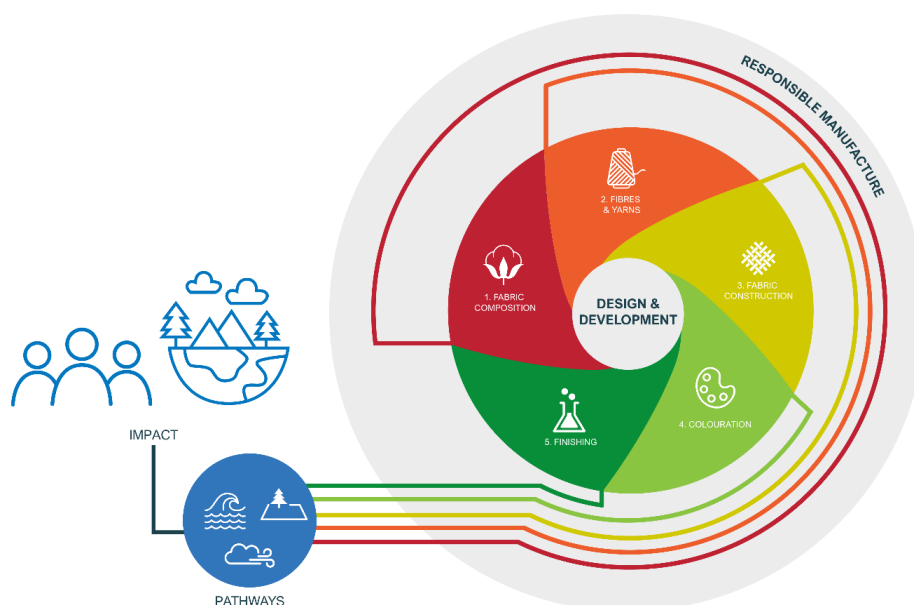 RESPONSIBLE MANUFACTURE
2. FIBRES
& YARNS
1. FABRIC
COMPOSITION
DESIGN &
DEVELOPMENT
3. FABRIC
CONSTRUCTION
4. COLOURATION
5. FINISHING
IMPACT
PATHWAYS